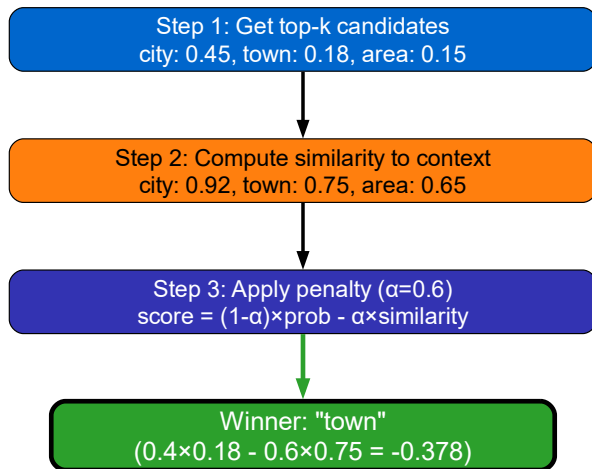 Step 1: Get top-k candidates
city: 0.45, town: 0.18, area: 0.15
Step 2: Compute similarity to context
city: 0.92, town: 0.75, area: 0.65
Step 3: Apply penalty (α=0.6)
score = (1-α)×prob - α×similarity
Winner: "town"
(0.4×0.18 - 0.6×0.75 = -0.378)